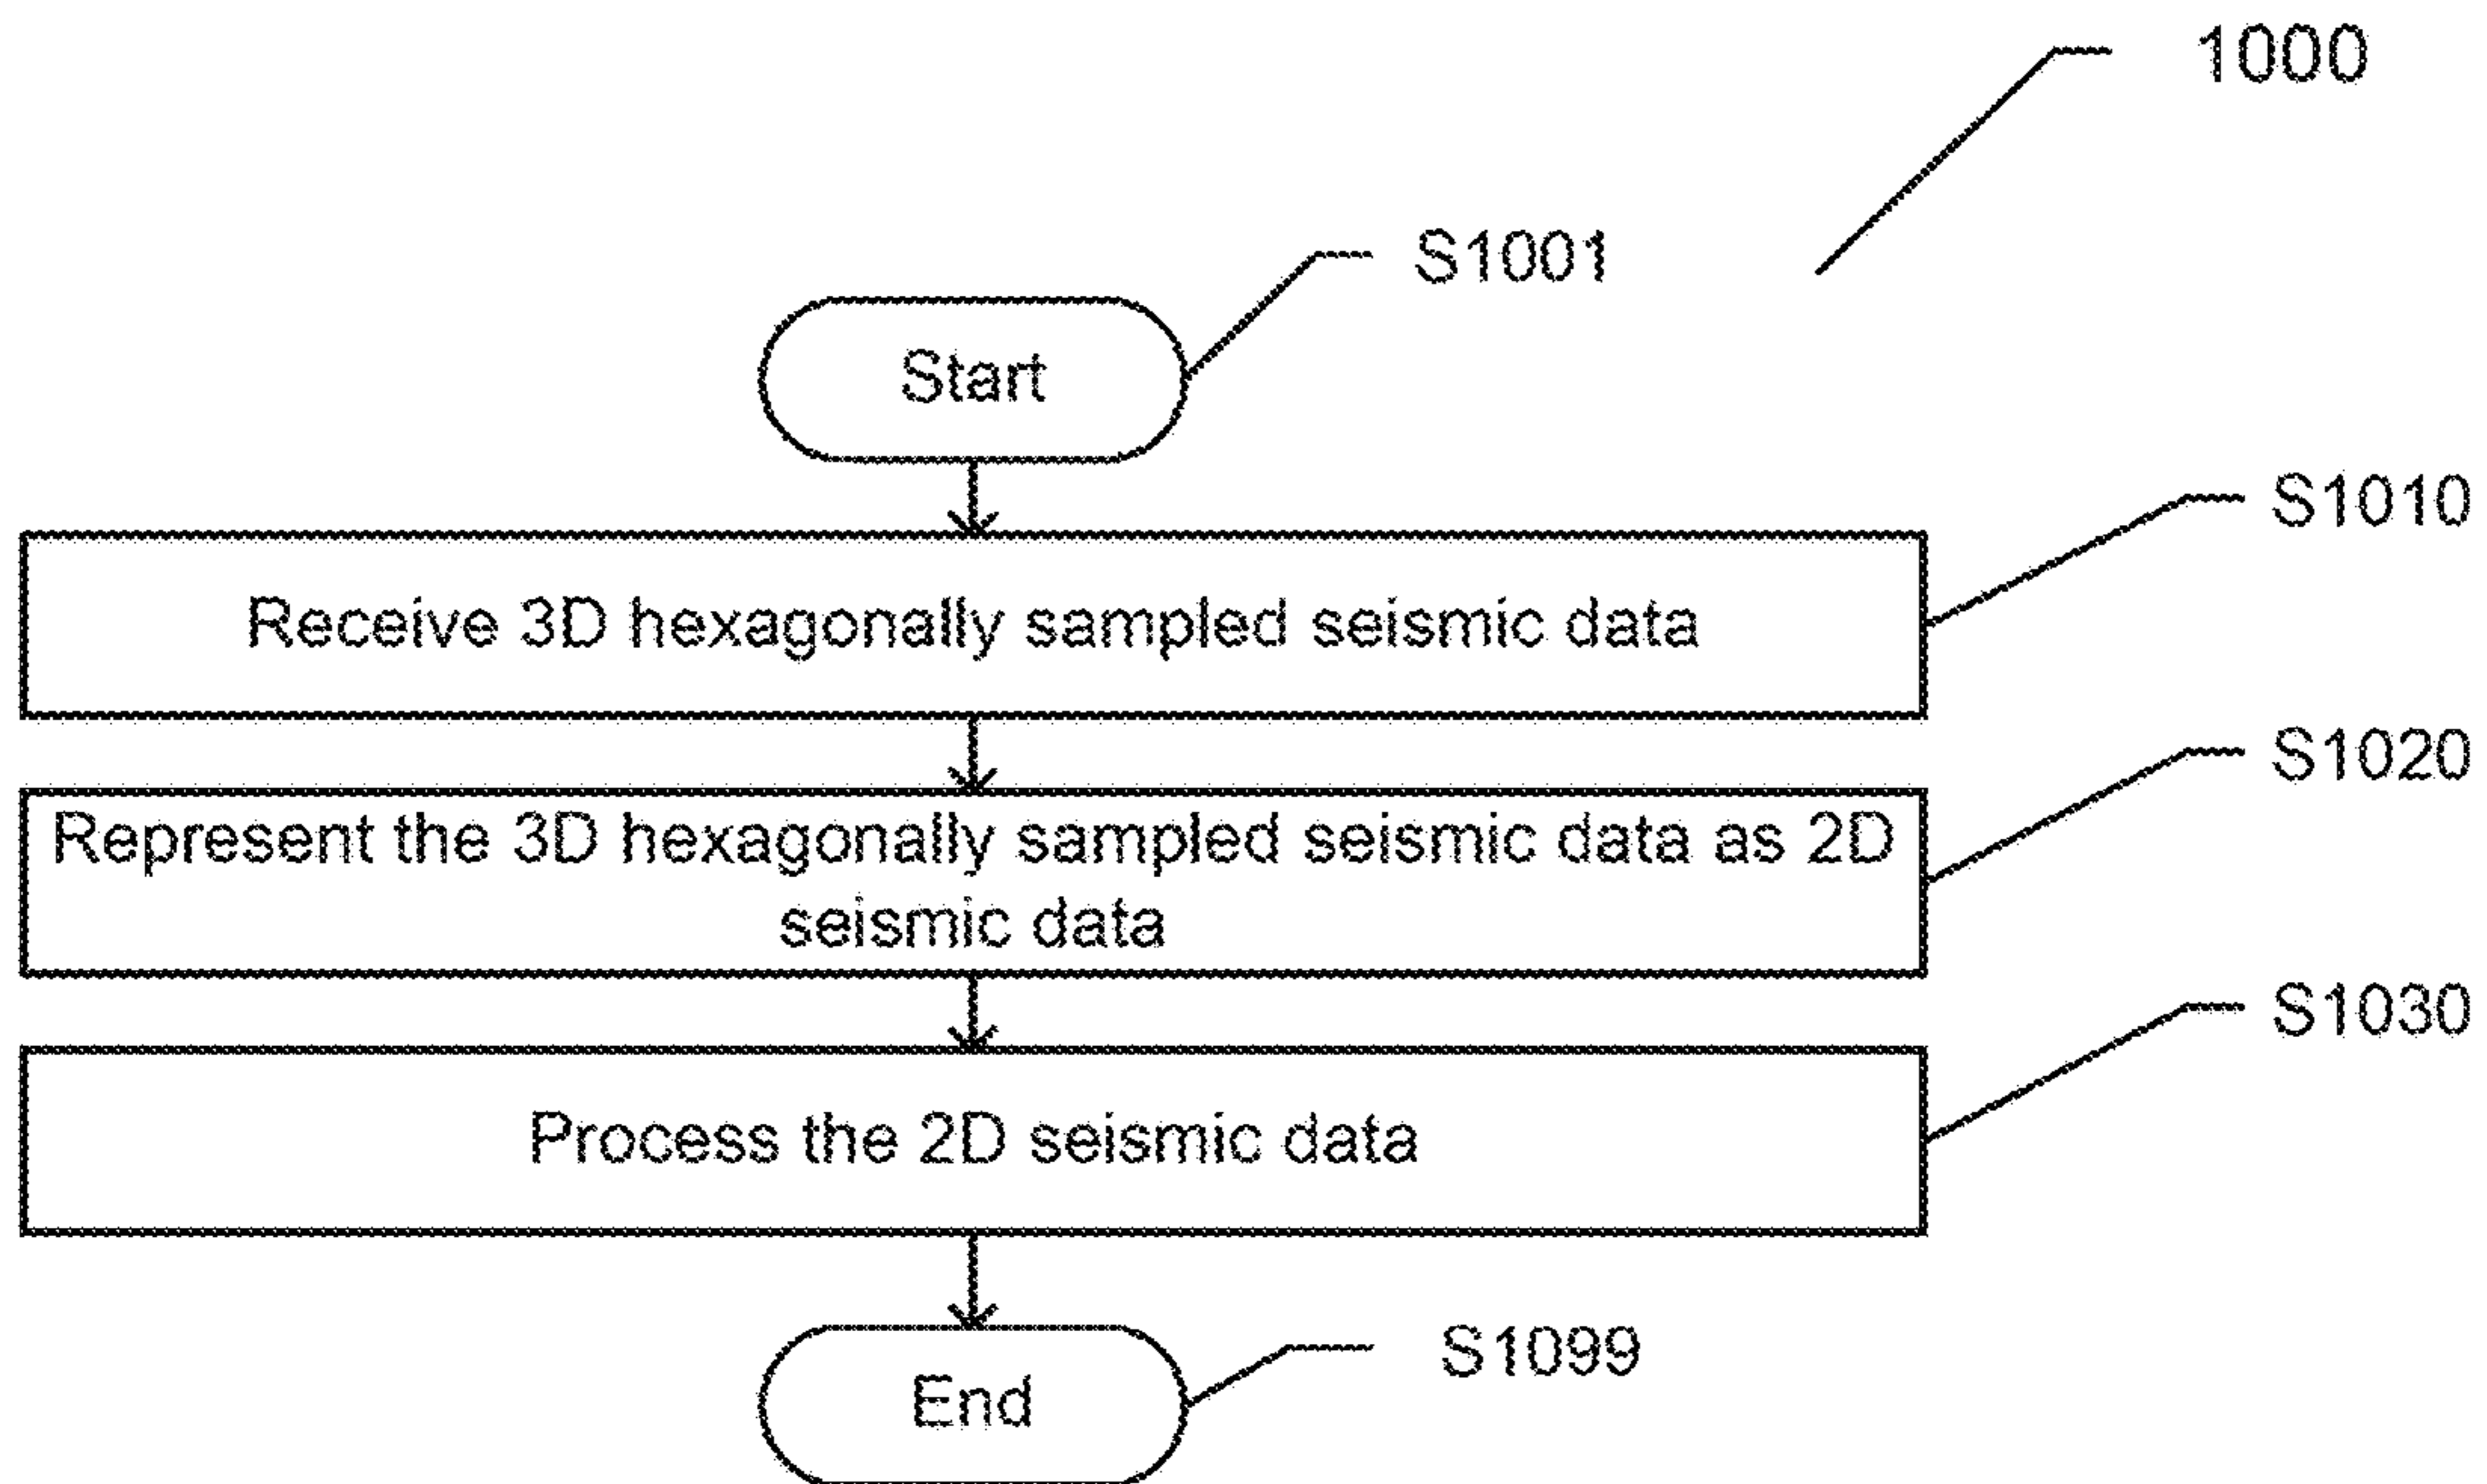 1000
S1001
Start
S1010
Receive 3D hexagonally sampled seismic data
S1020
Represent the 3D hexagonally sampled seismic data as 2D
seismic data
S1030
Process the 2D seismic data
S1099
End